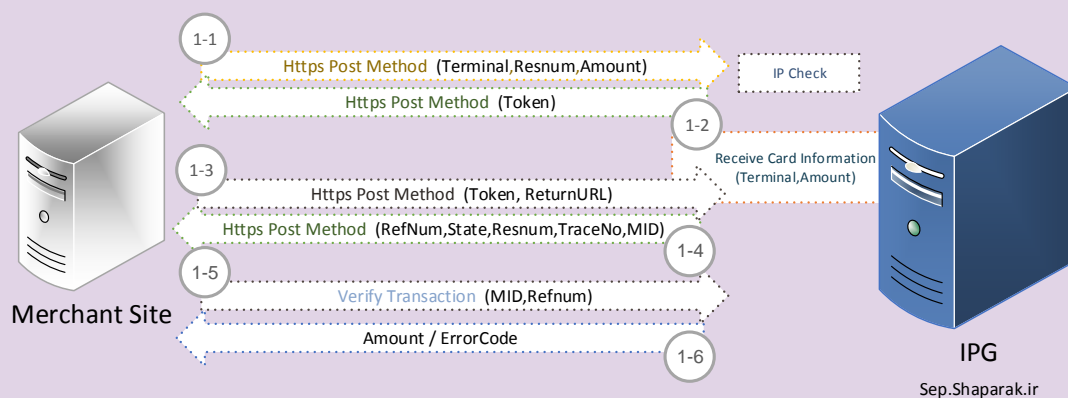 1-1
Https Post Method (Terminal,Resnum,Amount)
IP Check
Https Post Method (Token)
1-2
Receive Card Information
(Terminal,Amount)
1-3
Https Post Method (Token, ReturnURL)
Https Post Method (RefNum,State,Resnum,TraceNo,MID)
1-4
1-5
Verify Transaction (MID,Refnum)
Amount / ErrorCode
1-6
Merchant Site
IPG
Sep.Shaparak.ir